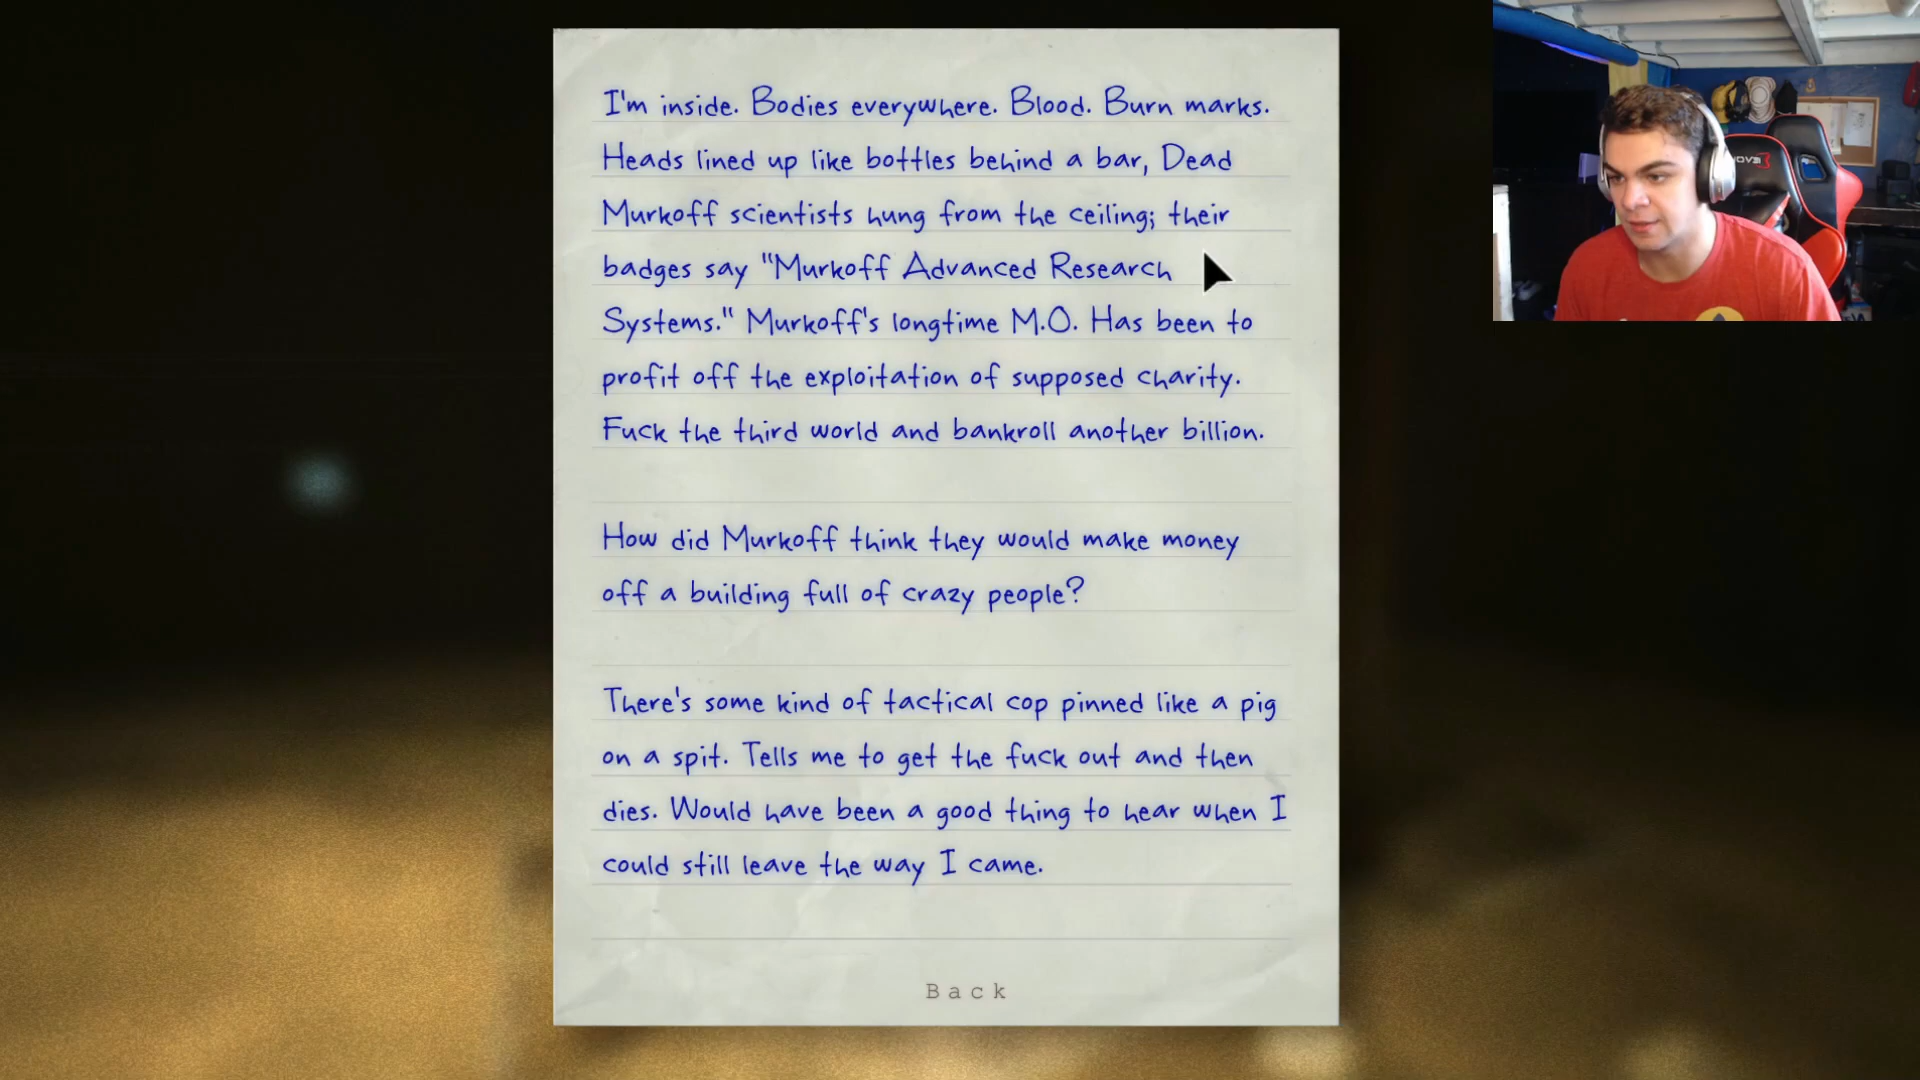 I'm inside. Bodies everywhere. Blood. Burn marks.
Heads lined up like bottles behind a bar, Dead
Murkoff scientists hung from the ceiling; their
badges say "Murkoff Advanced Research
Systems." Murkoff's longtime M.O. Has been to
profit off the exploitation of supposed charity.
Fuck the third world and bankroll another billion.
How did Murkoff think they would make money
off a building full of crazy people?
There's some kind of tactical cop pinned like a pig
on a spit. Tells me to get the fuck out and then
dies. Would have been a good thing to hear when I
could still leave the way I came.
Back